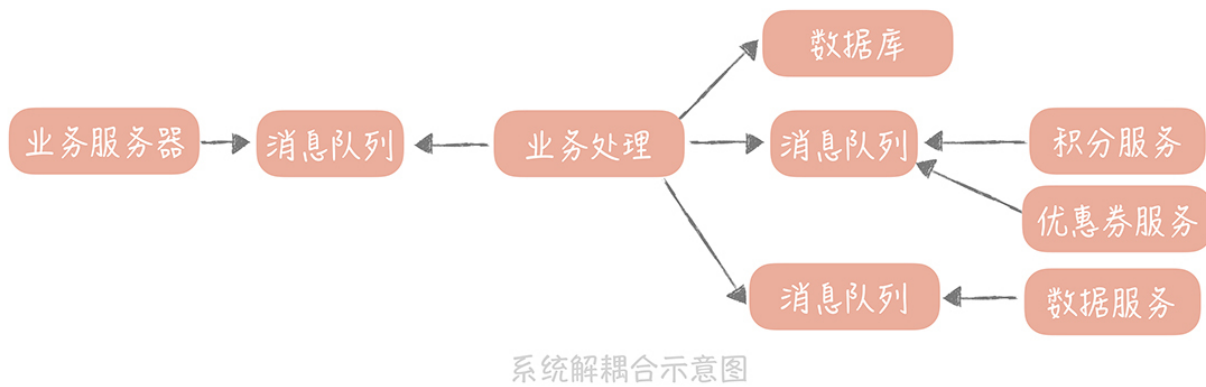 数据库
业务服务器
消息队列
业务处理
消息队列
积分服务
优惠券服务
消息队列
数据服务
系统解耦合示意图